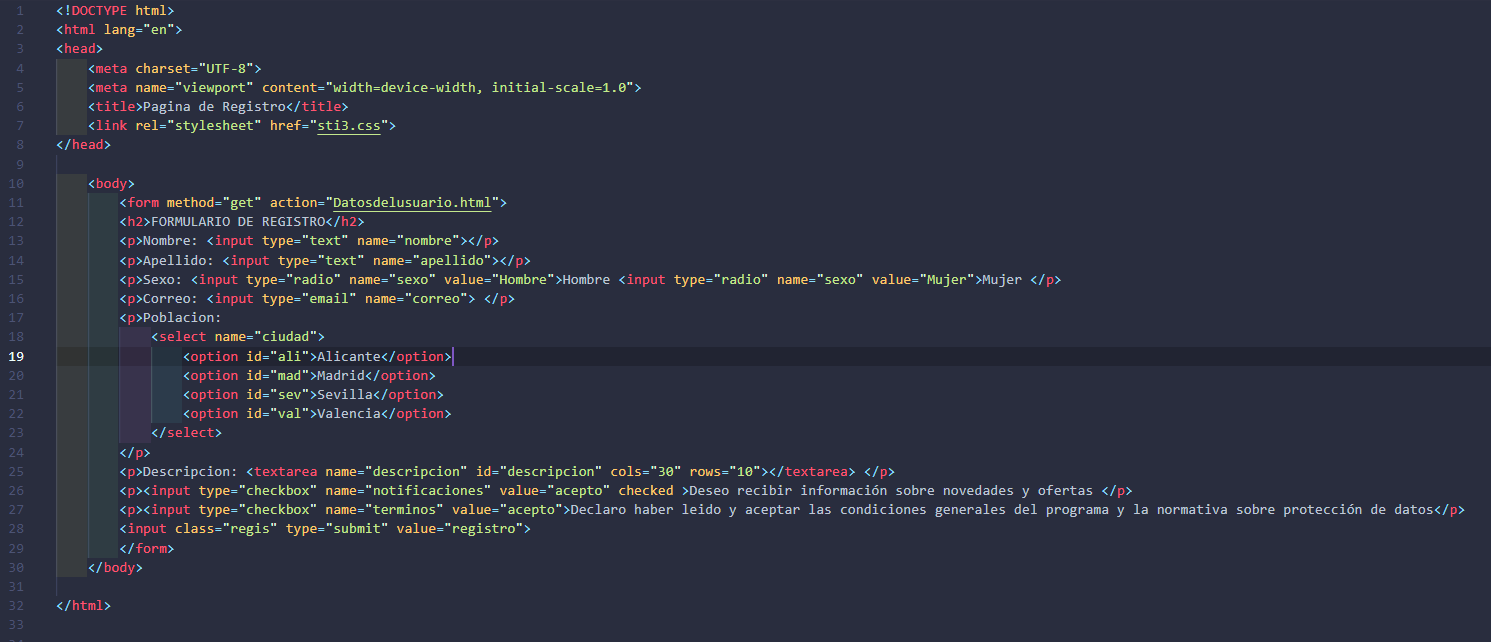 1 <!DOCTYPE html>
2 <html lang="en">
3 <head>
4 <meta charset="UTF-8">
5 <meta name="viewport" content="width=device-width, initial-scale=1.0">
6 <title>Pagina de Registro</title>
7 <link rel="stylesheet" href="sti3.css">
8 </head>
9
10 <body>
11 <form method="get" action="Datosdelusuario.html">
12 <h2>FORMULARIO DE REGISTRO</h2>
13 <p>Nombre: <input type="text" name="nombre"></p>
14 <p>Apellido: <input type="text" name="apellido"></p>
15 <p>Sexo: <input type="radio" name="sexo" value="Hombre">Hombre <input type="radio" name="sexo" value="Mujer">Mujer </p>
16 <p>Correo: <input type="email" name="correo"> </p>
17 <p>Poblacion:
18 <select name="ciudad">
19 <option id="ali">Alicante</option>
20 <option id="mad">Madrid</option>
21 <option id="sev">Sevilla</option>
22 <option id="val">Valencia</option>
23 </select>
24 </p>
25 <p>Descripcion: <textarea name="descripcion" id="descripcion" cols="30" rows="10"></textarea> </p>
26 <p><input type="checkbox" name="notificaciones" value="acepto" checked >Deseo recibir información sobre novedades y ofertas </p>
27 <p><input type="checkbox" name="terminos" value="acepto">Declaro haber leido y aceptar las condiciones generales del programa y la normativa sobre protección de datos</p>
28 <input class="regis" type="submit" value="registro">
29 </form>
30 </body>
31
32 </html>
33